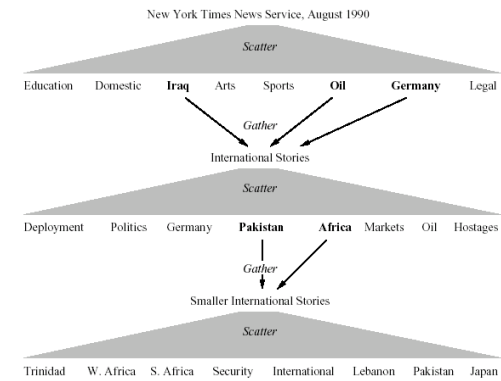 New York Times News Service, August 1990
Scatter
Education Domestic Iraq Arts Sports Oil Germany Legal
Gather
International Stories
Scatter
Deployment Politics Germany Pakistan Africa Markets Oil Hostages
Gather
Smaller International Stories
Scatter
Trinidad W. Africa S. Africa Security International Lebanon Pakistan Japan